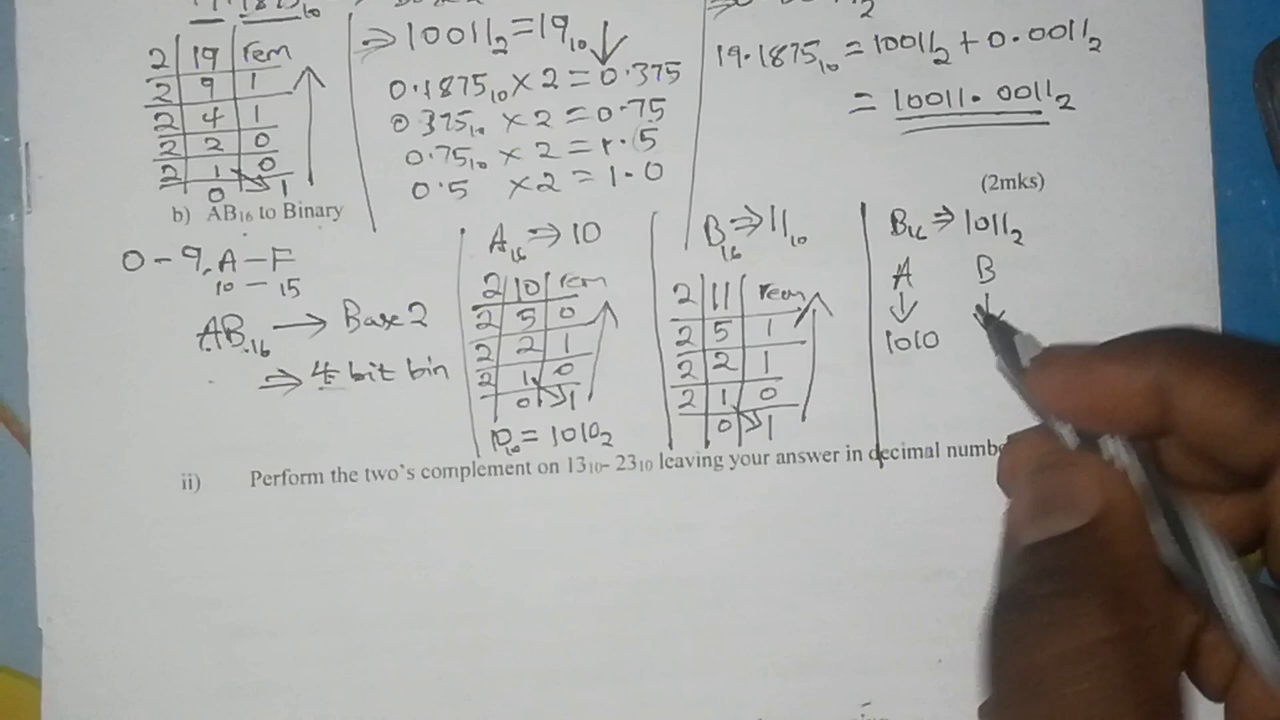 2 | 19 | rem
2 | 9 | 1
2 | 4 | 1
2 | 2 | 0
2 | 1 | 0
0 | 1
⇒ 10011₂ = 19₁₀
0.1875₁₀ × 2 = 0.375
0.375₁₀ × 2 = 0.75
0.75₁₀ × 2 = 1.5
0.5 × 2 = 1.0
19.1875₁₀ = 10011₂ + 0.0011₂
= 10011.0011₂
(2mks)
b) AB₁₆ to Binary
0 - 9, A - F
10 - 15
AB₁₆ → Base 2
⇒ 4 bit bin
A₁₆ ⇒ 10
2 | 10 | rem
2 | 5 | 0
2 | 2 | 1
2 | 1 | 0
0 | 1
10₁₀ = 1010₂
B₁₆ ⇒ 11₁₀
2 | 11 | rem
2 | 5 | 1
2 | 2 | 1
2 | 1 | 0
0 | 1
B₁₆ ⇒ 1011₂
A B
↓ ↓
1010
ii) Perform the two's complement on 13₁₀- 23₁₀ leaving your answer in decimal